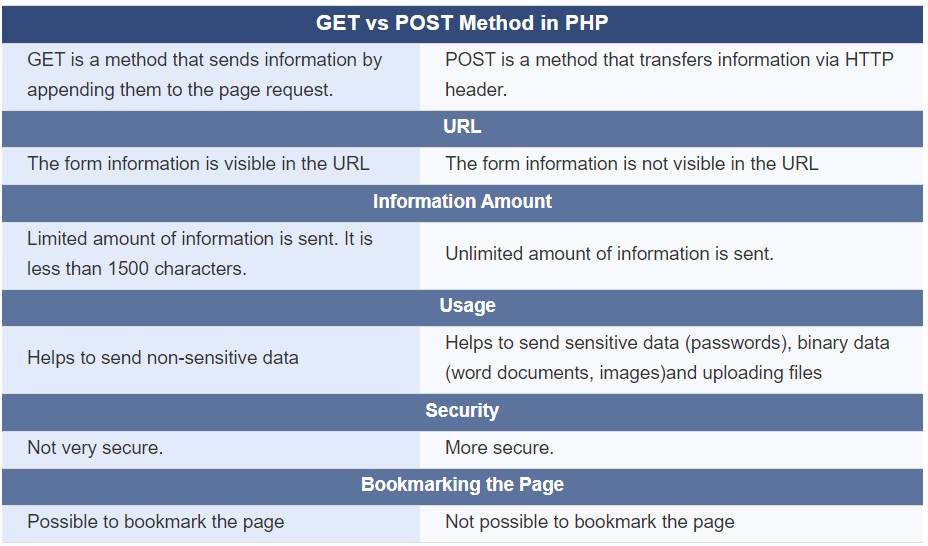 GET vs POST Method in PHP
GET is a method that sends information by
appending them to the page request.
POST is a method that transfers information via HTTP
header.
URL
The form information is visible in the URL
The form information is not visible in the URL
Information Amount
Limited amount of information is sent. It is
less than 1500 characters.
Unlimited amount of information is sent.
Usage
Helps to send non-sensitive data
Helps to send sensitive data (passwords), binary data
(word documents, images)and uploading files
Security
Not very secure.
More secure.
Bookmarking the Page
Possible to bookmark the page
Not possible to bookmark the page